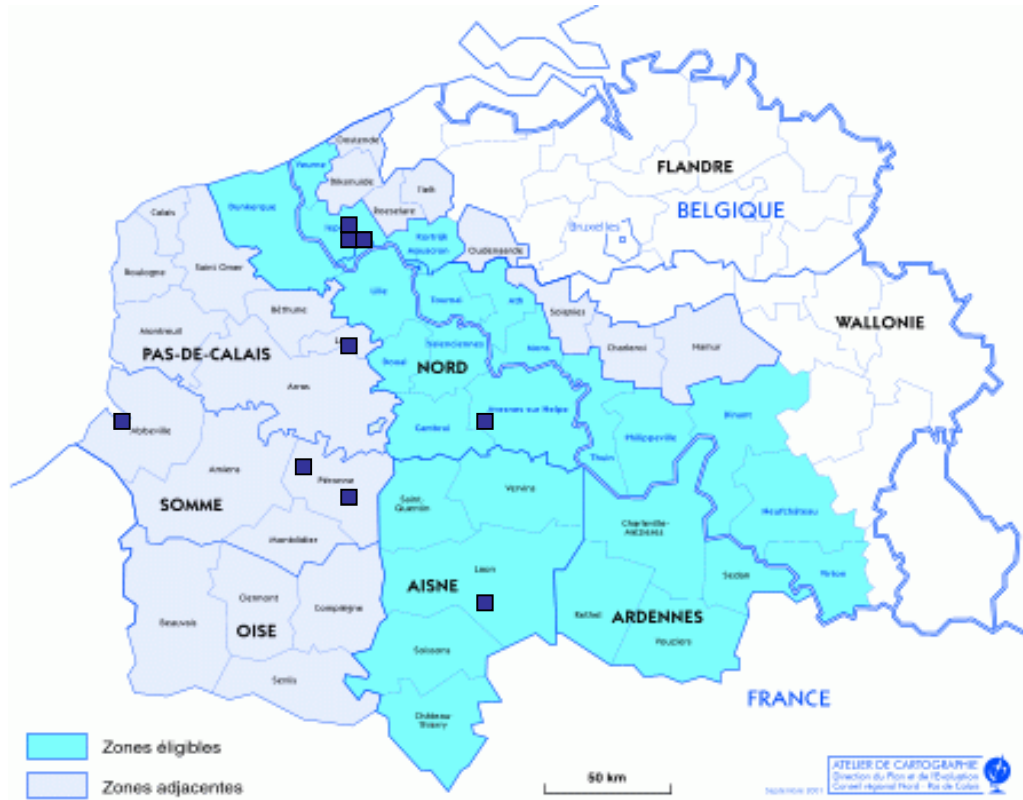 Oostende
Veurne
Diksmuide
Tielt
FLANDRE
Dunkerque
Roeselare
BELGIQUE
Calais
Bruxelles
Kortrijk
Mouscron
Oudenaarde
Saint Omer
Boulogne
Lille
Tournai
Ath
Béthune
Soignies
WALLONIE
Montreuil
Valenciennes
Mons
Charleroi
Namur
PAS-DE-CALAIS
Douai
NORD
Arras
Avesnes sur Helpe
Dinant
Abbeville
Cambrai
Philippeville
Thuin
Amiens
Péronne
Vervins
SOMME
Saint-
Quentin
Neufchâteau
Charleville-
Mézières
Montdidier
Laon
Sedan
Virton
AISNE
Clermont
Compiègne
Rethel
ARDENNES
Beauvais
OISE
Vouziers
Soissons
Senlis
FRANCE
Château-
Thierry
Zones éligibles
Zones adjacentes
50 km
Septembre 2001
ATELIER DE CARTOGRAPHIE
Direction du Plan et de l'Evaluation
Conseil régional Nord - Pas de Calais